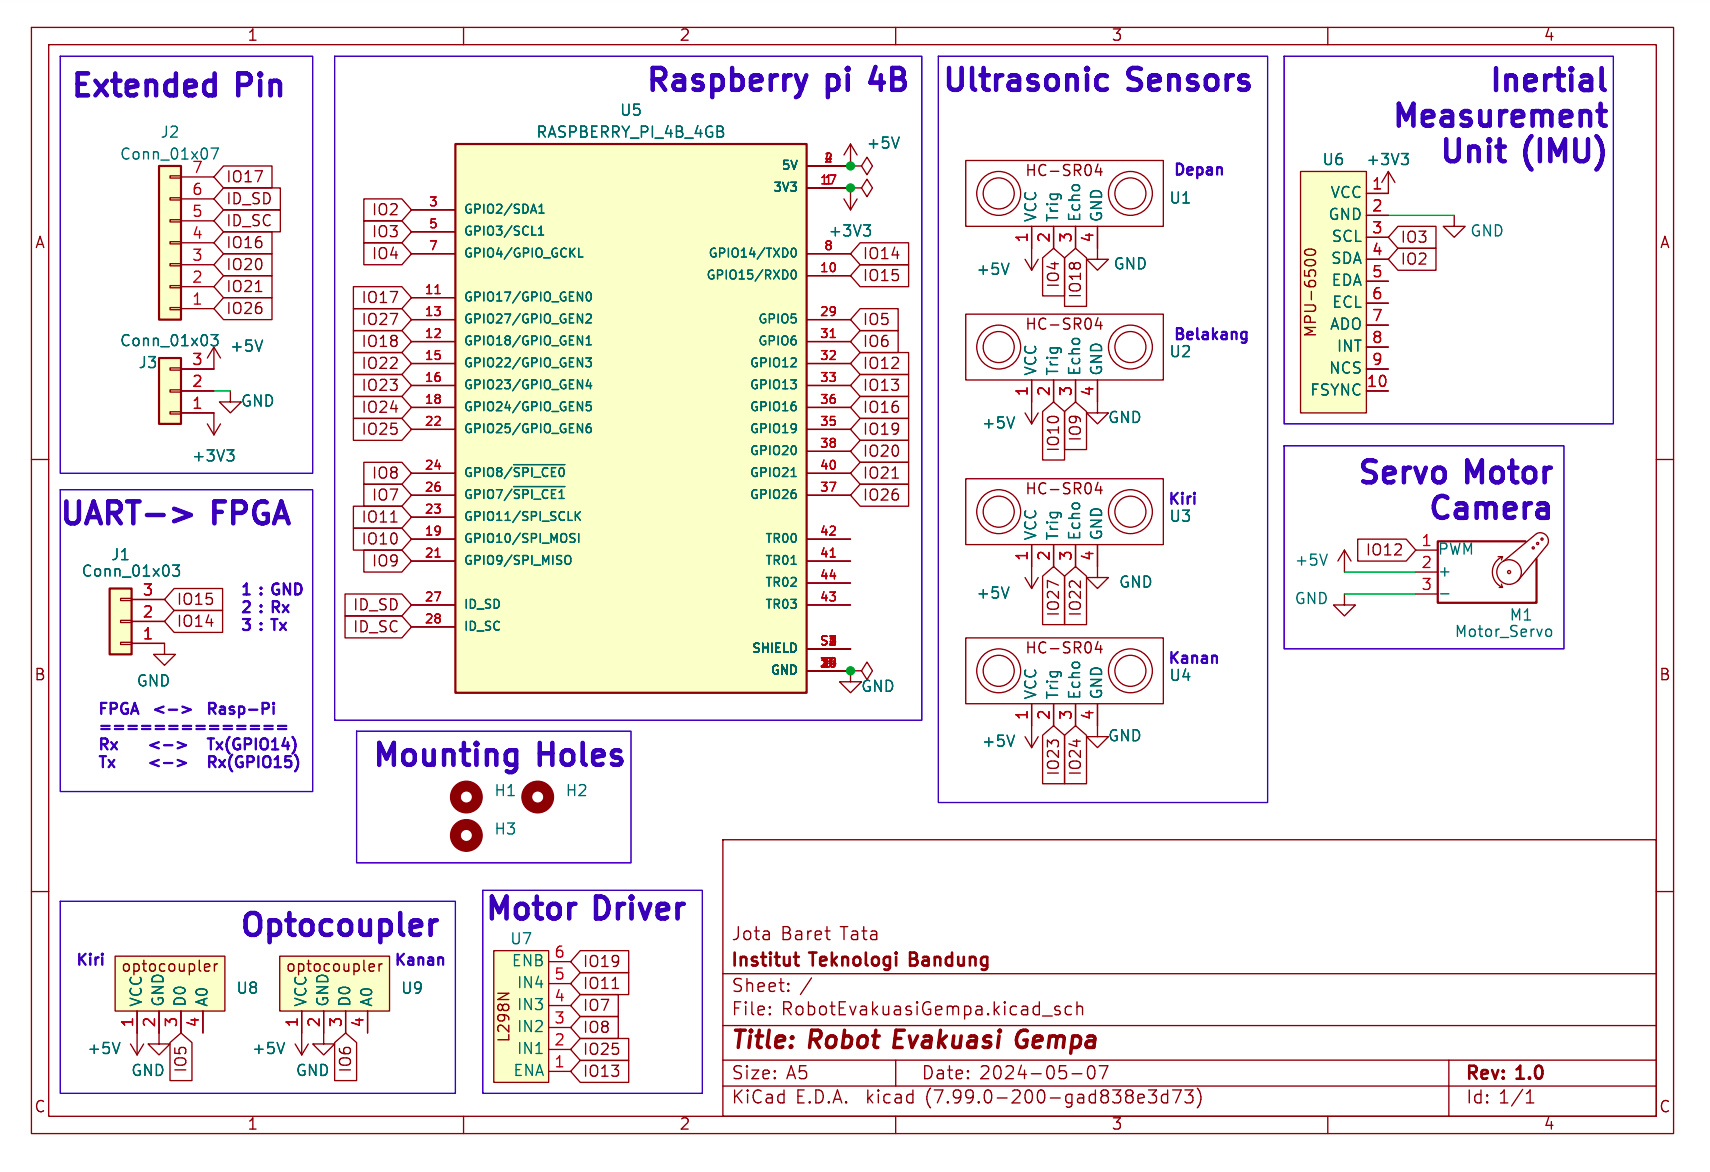 1 2 3 4
A B C
A B C
Extended Pin
J2
Conn_01x07
7 IO17
6 ID_SD
5 ID_SC
4 IO16
3 IO20
2 IO21
1 IO26
Conn_01x03
J3
3 +5V
2 GND
1
+3V3
UART-> FPGA
J1
Conn_01x03
3 IO15
2 IO14
1
GND
1 : GND
2 : Rx
3 : Tx
FPGA <-> Rasp-Pi
==============
Rx <-> Tx(GPIO14)
Tx <-> Rx(GPIO15)
Raspberry pi 4B
U5
RASPBERRY_PI_4B_4GB
IO2 3 GPIO2/SDA1
IO3 5 GPIO3/SCL1
IO4 7 GPIO4/GPIO_GCKL
IO17 11 GPIO17/GPIO_GEN0
IO27 13 GPIO27/GPIO_GEN2
IO18 12 GPIO18/GPIO_GEN1
IO22 15 GPIO22/GPIO_GEN3
IO23 16 GPIO23/GPIO_GEN4
IO24 18 GPIO24/GPIO_GEN5
IO25 22 GPIO25/GPIO_GEN6
IO8 24 GPIO8/SPI_CE0
IO7 26 GPIO7/SPI_CE1
IO11 23 GPIO11/SPI_SCLK
IO10 19 GPIO10/SPI_MOSI
IO9 21 GPIO9/SPI_MISO
ID_SD 27 ID_SD
ID_SC 28 ID_SC
5V +5V
3V3 17
+3V3
GPIO14/TXD0 8 IO14
GPIO15/RXD0 10 IO15
GPIO5 29 IO5
GPIO6 31 IO6
GPIO12 32 IO12
GPIO13 33 IO13
GPIO16 36 IO16
GPIO19 35 IO19
GPIO20 38 IO20
GPIO21 40 IO21
GPIO26 37 IO26
TR00 42
TR01 41
TR02 44
TR03 43
SHIELD
GND
GND
Mounting Holes
H1 H2
H3
Ultrasonic Sensors
HC-SR04 Depan
U1
VCC Trig Echo GND
1 2 3 4
+5V IO4 IO18 GND
HC-SR04 Belakang
U2
VCC Trig Echo GND
1 2 3 4
+5V IO10 IO9 GND
HC-SR04 Kiri
U3
VCC Trig Echo GND
1 2 3 4
+5V IO27 IO22 GND
HC-SR04 Kanan
U4
VCC Trig Echo GND
1 2 3 4
+5V IO23 IO24 GND
Inertial
Measurement
Unit (IMU)
U6 +3V3
MPU-6500
VCC 1
GND 2 GND
SCL 3 IO3
SDA 4 IO2
EDA 5
ECL 6
ADO 7
INT 8
NCS 9
FSYNC 10
Servo Motor
Camera
IO12 1 PWM
+5V 2 +
GND 3 -
M1
Motor_Servo
Optocoupler
Kiri optocoupler U8
VCC GND D0 A0
1 2 3 4
+5V GND IO5
optocoupler Kanan U9
VCC GND D0 A0
1 2 3 4
+5V GND IO6
Motor Driver
U7
L298N
ENB 6 IO19
IN4 5 IO11
IN3 4 IO7
IN2 3 IO8
IN1 2 IO25
ENA 1 IO13
Jota Baret Tata
Institut Teknologi Bandung
Sheet: /
File: RobotEvakuasiGempa.kicad_sch
Title: Robot Evakuasi Gempa
Size: A5 Date: 2024-05-07 Rev: 1.0
KiCad E.D.A. kicad (7.99.0-200-gad838e3d73) Id: 1/1
1 2 3 4